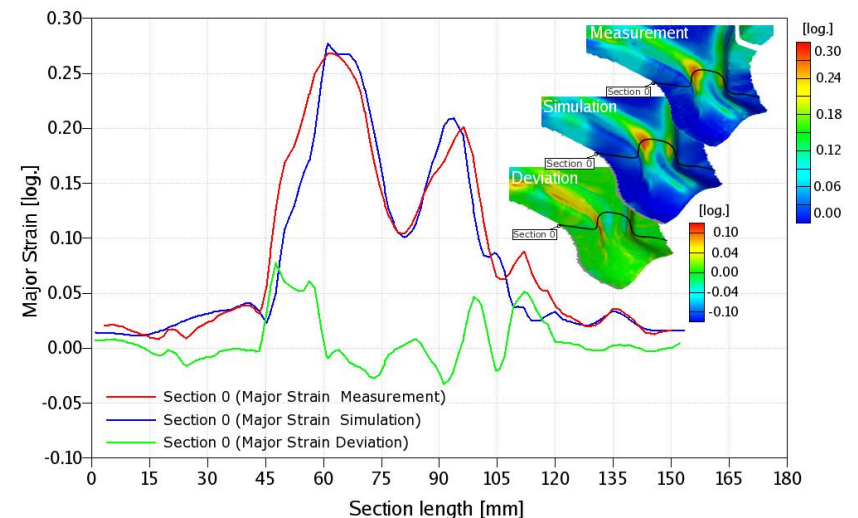 0.30
0.25
0.20
0.15
0.10
0.05
0.00
-0.05
-0.10
Major Strain [log.]
0 15 30 45 60 75 90 105 120 135 150 165 180
Section length [mm]
Section 0 (Major Strain Measurement)
Section 0 (Major Strain Simulation)
Section 0 (Major Strain Deviation)
Measurement
Section 0
Simulation
Section 0
Deviation
Section 0
[log.]
0.30
0.24
0.18
0.12
0.06
0.00
[log.]
0.10
0.04
0.00
-0.04
-0.10